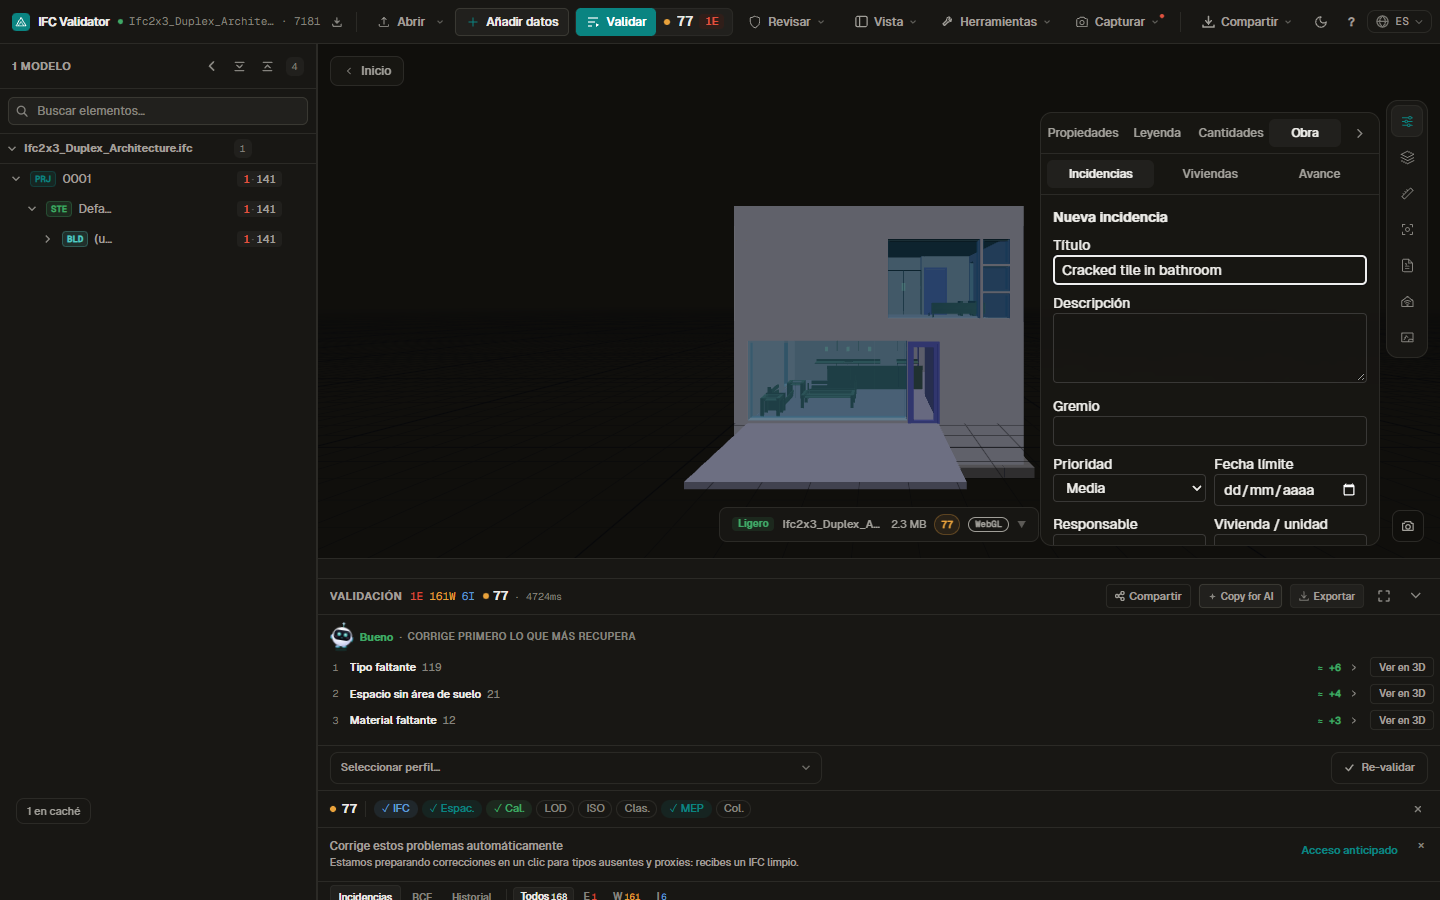 IFC Validator
Ifc2x3_Duplex_Archite... · 7181
Abrir
Añadir datos
Validar
77 1E
Revisar
Vista
Herramientas
Capturar
Compartir
?
ES
1 MODELO
4
Buscar elementos...
Ifc2x3_Duplex_Architecture.ifc
1
PRJ 0001
1·141
STE Defa...
1·141
BLD (u...
1·141
1 en caché
Inicio
Propiedades
Leyenda
Cantidades
Obra
Incidencias
Viviendas
Avance
Nueva incidencia
Título
Cracked tile in bathroom
Descripción
Gremio
Prioridad
Fecha límite
Media
dd/mm/aaaa
Responsable
Vivienda / unidad
Ligero
Ifc2x3_Duplex_A...
2.3 MB
77
WebGL
VALIDACIÓN 1E 161W 6I 77 · 4724ms
Compartir
Copy for AI
Exportar
Bueno · CORRIGE PRIMERO LO QUE MÁS RECUPERA
1 Tipo faltante 119
≈ +6
Ver en 3D
2 Espacio sin área de suelo 21
≈ +4
Ver en 3D
3 Material faltante 12
≈ +3
Ver en 3D
Seleccionar perfil...
Re-validar
77
✓ IFC
✓ Espac.
✓ Cal.
LOD
ISO
Clas.
✓ MEP
Col.
×
Corrige estos problemas automáticamente
Estamos preparando correcciones en un clic para tipos ausentes y proxies: recibes un IFC limpio.
Acceso anticipado
×
Incidencias
BCF
Historial
Todos 168
E 1
W 161
I 6